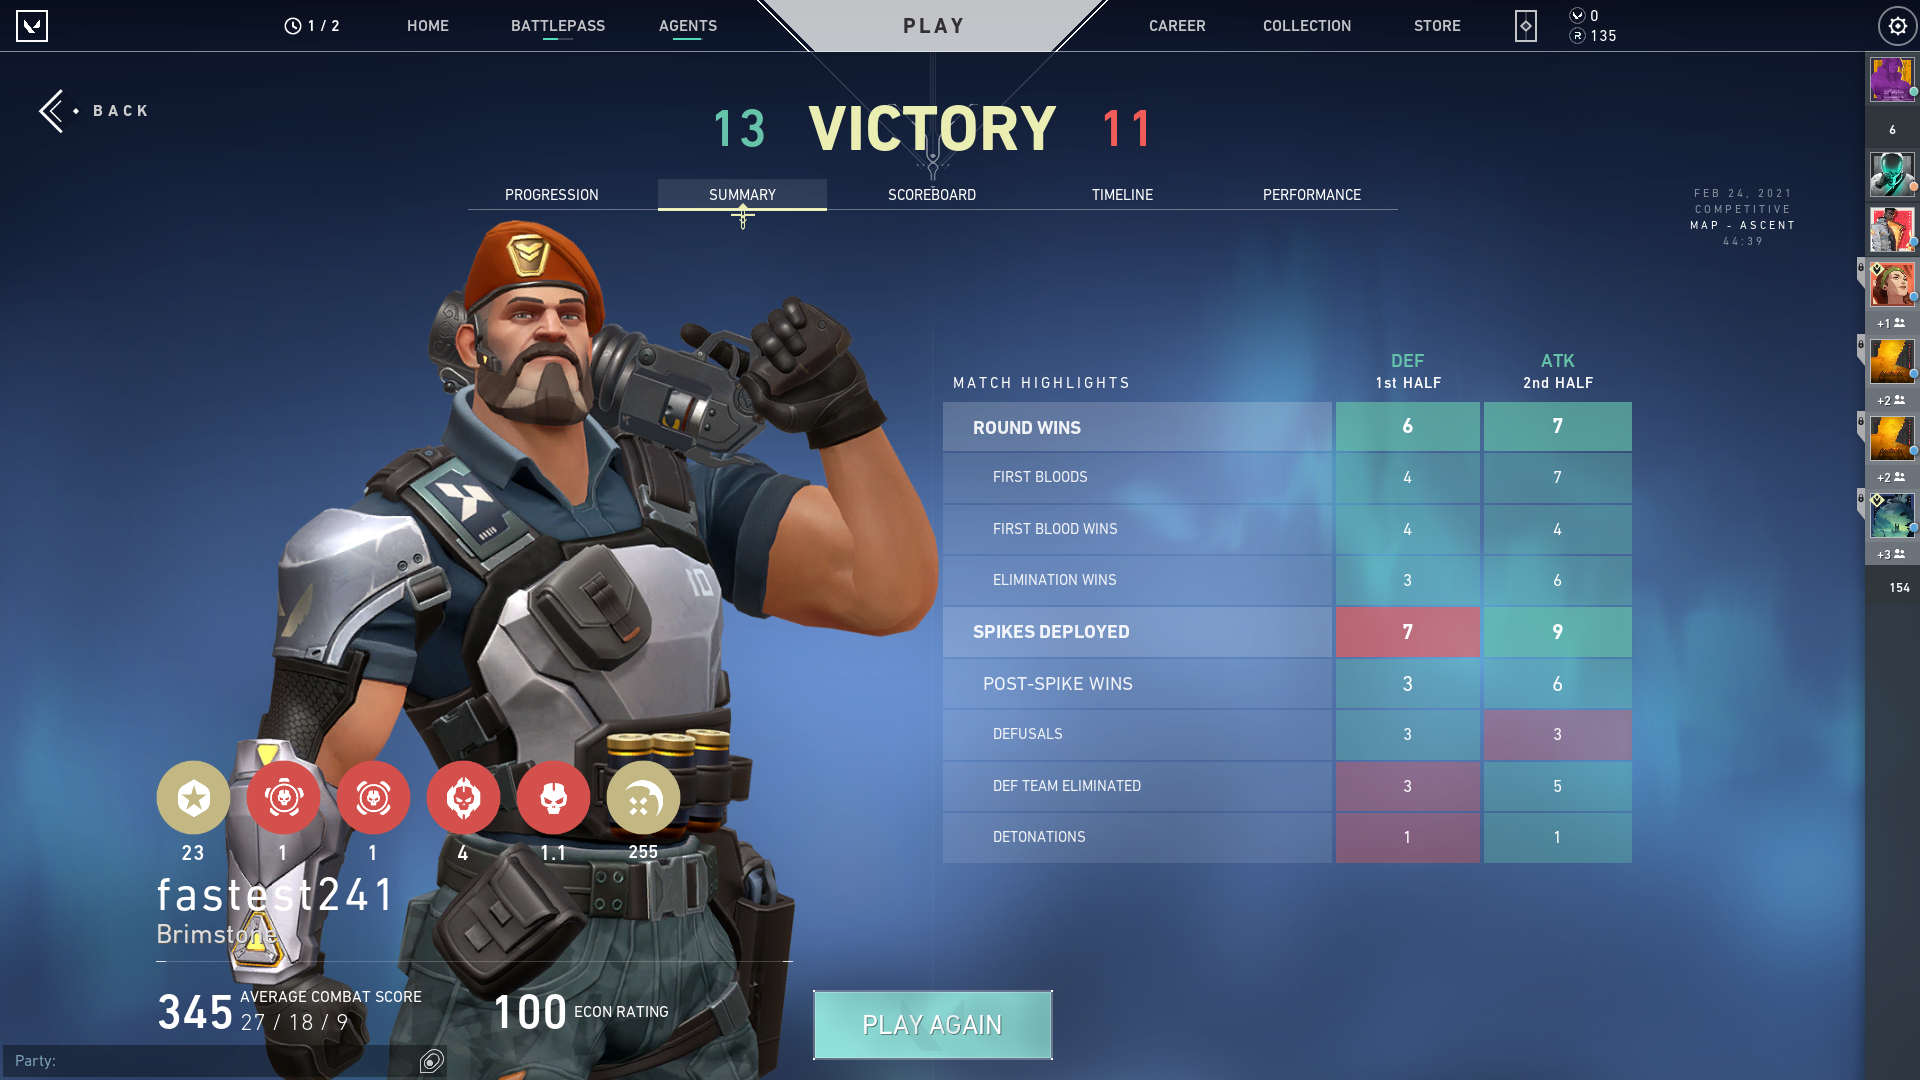 1 / 2
HOME
BATTLEPASS
AGENTS
PLAY
CAREER
COLLECTION
STORE
0
135
BACK
13 VICTORY 11
PROGRESSION
SUMMARY
SCOREBOARD
TIMELINE
PERFORMANCE
FEB 24, 2021
COMPETITIVE
MAP - ASCENT
44:39
6
+1
+2
+2
+3
154
DEF ATK
MATCH HIGHLIGHTS 1st HALF 2nd HALF
ROUND WINS 6 7
FIRST BLOODS 4 7
FIRST BLOOD WINS 4 4
ELIMINATION WINS 3 6
SPIKES DEPLOYED 7 9
POST-SPIKE WINS 3 6
DEFUSALS 3 3
DEF TEAM ELIMINATED 3 5
DETONATIONS 1 1
10
23 1 1 4 1.1 255
fastest241
Brimstone
345 AVERAGE COMBAT SCORE
27 / 18 / 9
100 ECON RATING
PLAY AGAIN
Party: